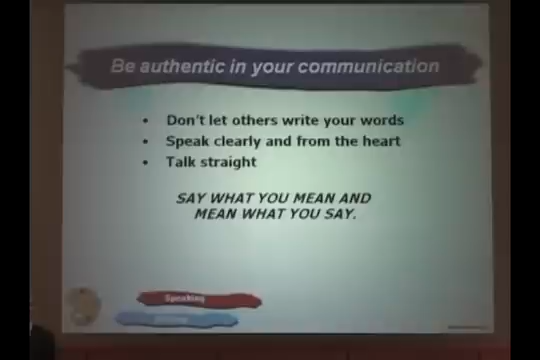 Be authentic in your communication
• Don't let others write your words
• Speak clearly and from the heart
• Talk straight
SAY WHAT YOU MEAN AND
MEAN WHAT YOU SAY.
Speaking